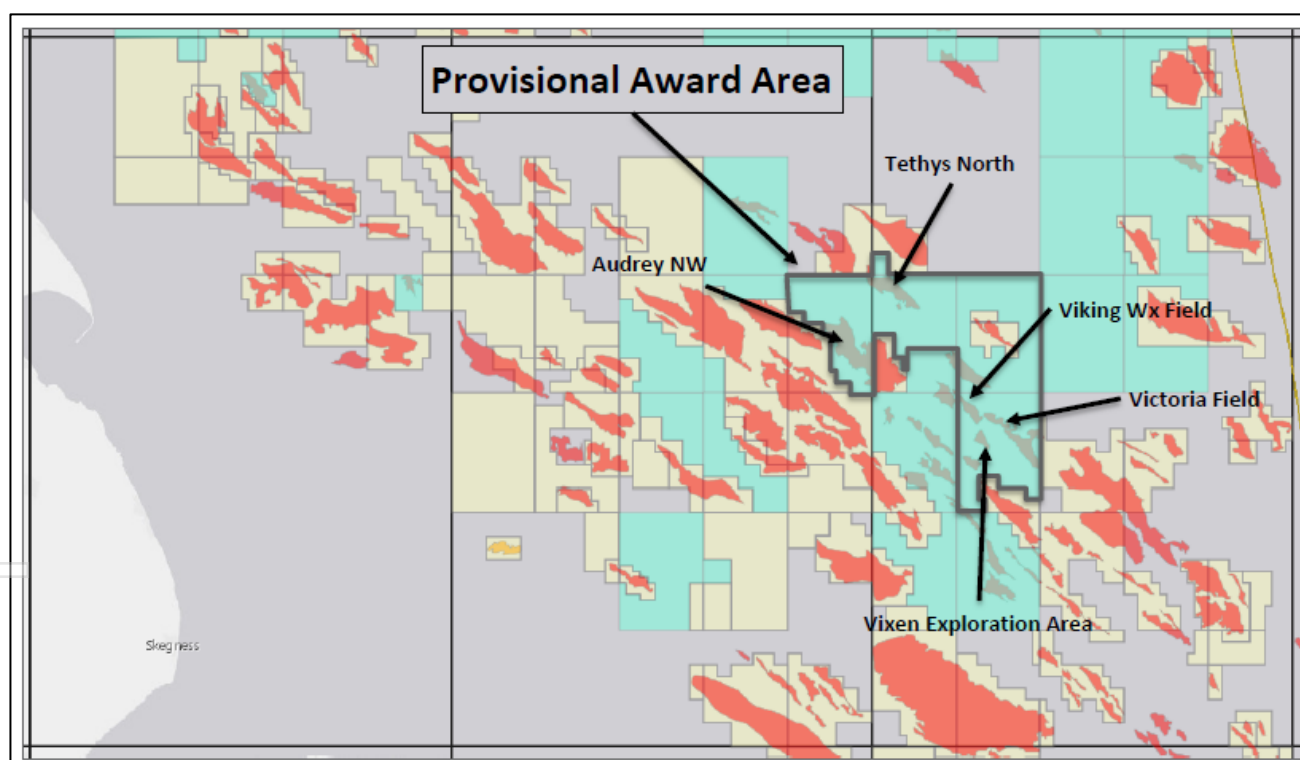 Provisional Award Area
Tethys North
Audrey NW
Viking Wx Field
Victoria Field
Vixen Exploration Area
Skegness